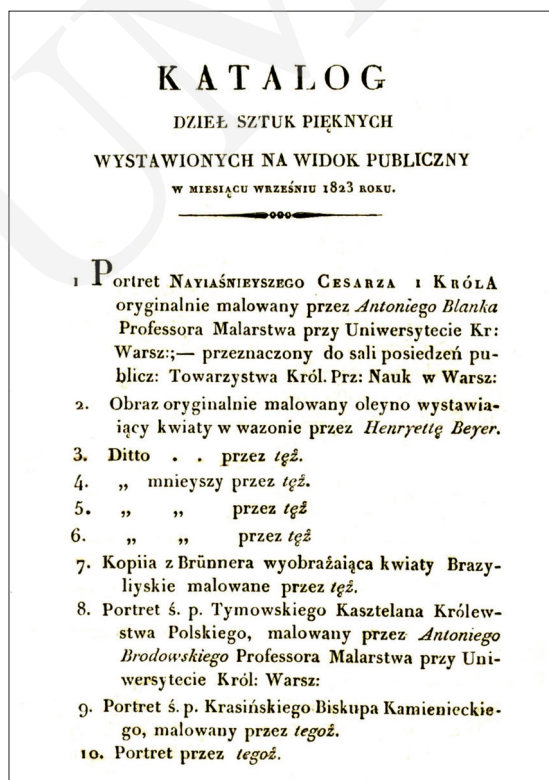 KATALOG
DZIEŁ SZTUK PIĘKNYCH
WYSTAWIONYCH NA WIDOK PUBLICZNY
W MIESIĄCU WRZEŚNIU 1823 ROKU.
1 Portret NAYIAŚNIEYSZEGO CESARZA I KRÓLA
oryginalnie malowany przez Antoniego Blanka
Professora Malarstwa przy Uniwersytecie Kr:
Warsz:;— przeznaczony do sali posiedzeń pu-
blicz: Towarzystwa Król. Prz: Nauk w Warsz:
2. Obraz oryginalnie malowany oleyno wystawia-
iący kwiaty w wazonie przez Henryettę Beyer.
3. Ditto . . przez tęż.
4. „ mnieyszy przez tęż.
5. „ „ przez tęż
6. „ „ przez tęż
7. Kopiia z Brünnera wyobrażaiąca kwiaty Brazy-
liyskie malowane przez tęż.
8. Portret ś. p. Tymowskiego Kasztelana Królew-
stwa Polskiego, malowany przez Antoniego
Brodowskiego Professora Malarstwa przy Uni-
wersytecie Król: Warsz:
9. Portret ś. p. Krasińskiego Biskupa Kamienieckie-
go, malowany przez tegoż.
10. Portret przez tegoż.